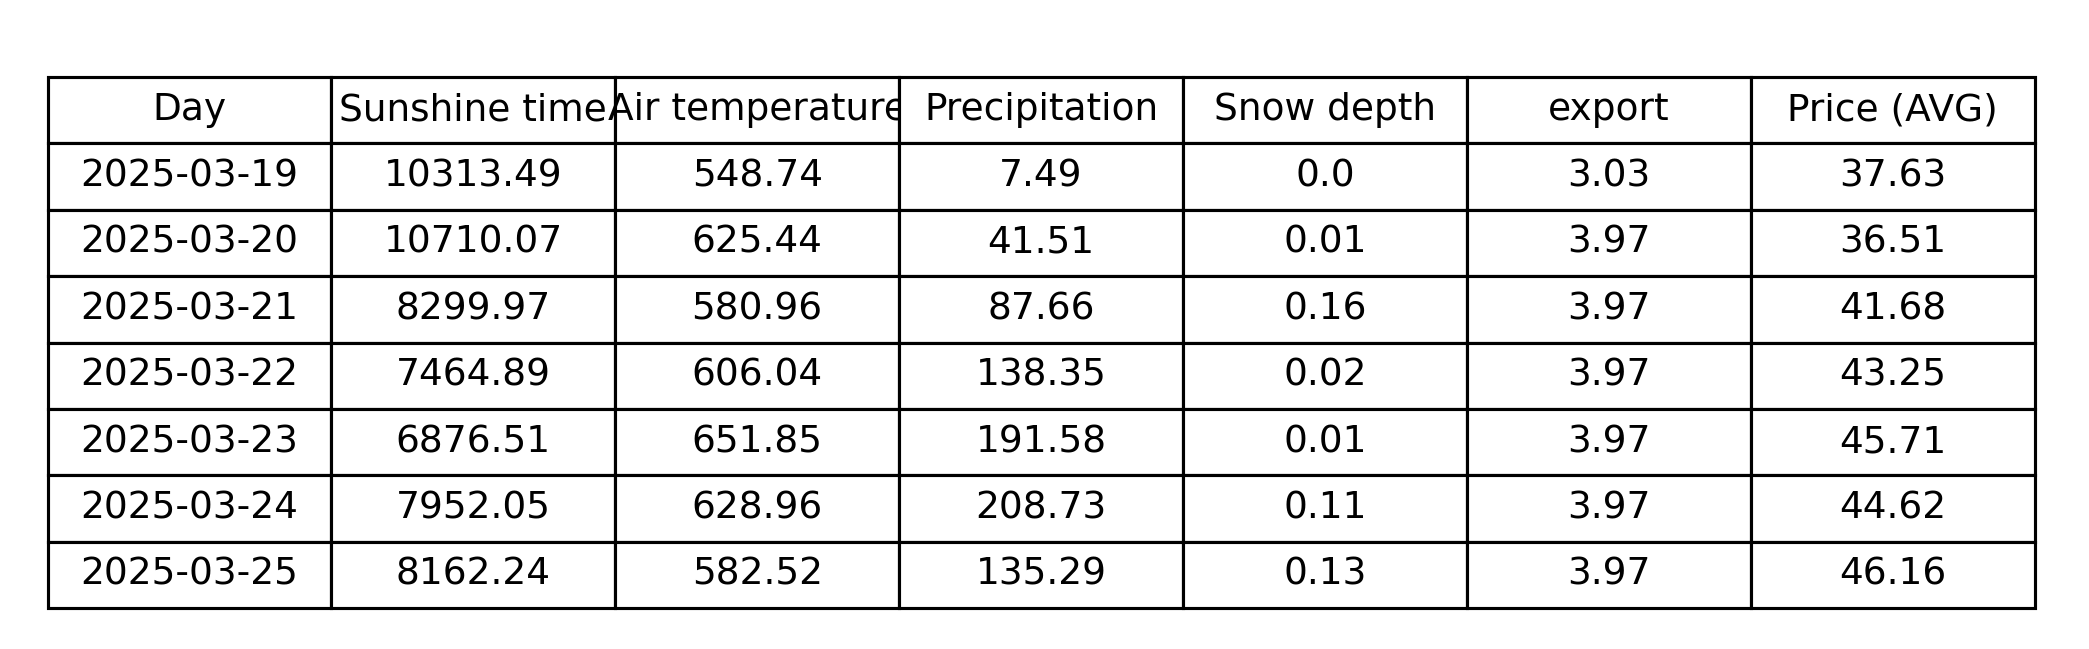 Day Sunshine time Air temperature Precipitation Snow depth export Price (AVG)
2025-03-19 10313.49 548.74 7.49 0.0 3.03 37.63
2025-03-20 10710.07 625.44 41.51 0.01 3.97 36.51
2025-03-21 8299.97 580.96 87.66 0.16 3.97 41.68
2025-03-22 7464.89 606.04 138.35 0.02 3.97 43.25
2025-03-23 6876.51 651.85 191.58 0.01 3.97 45.71
2025-03-24 7952.05 628.96 208.73 0.11 3.97 44.62
2025-03-25 8162.24 582.52 135.29 0.13 3.97 46.16